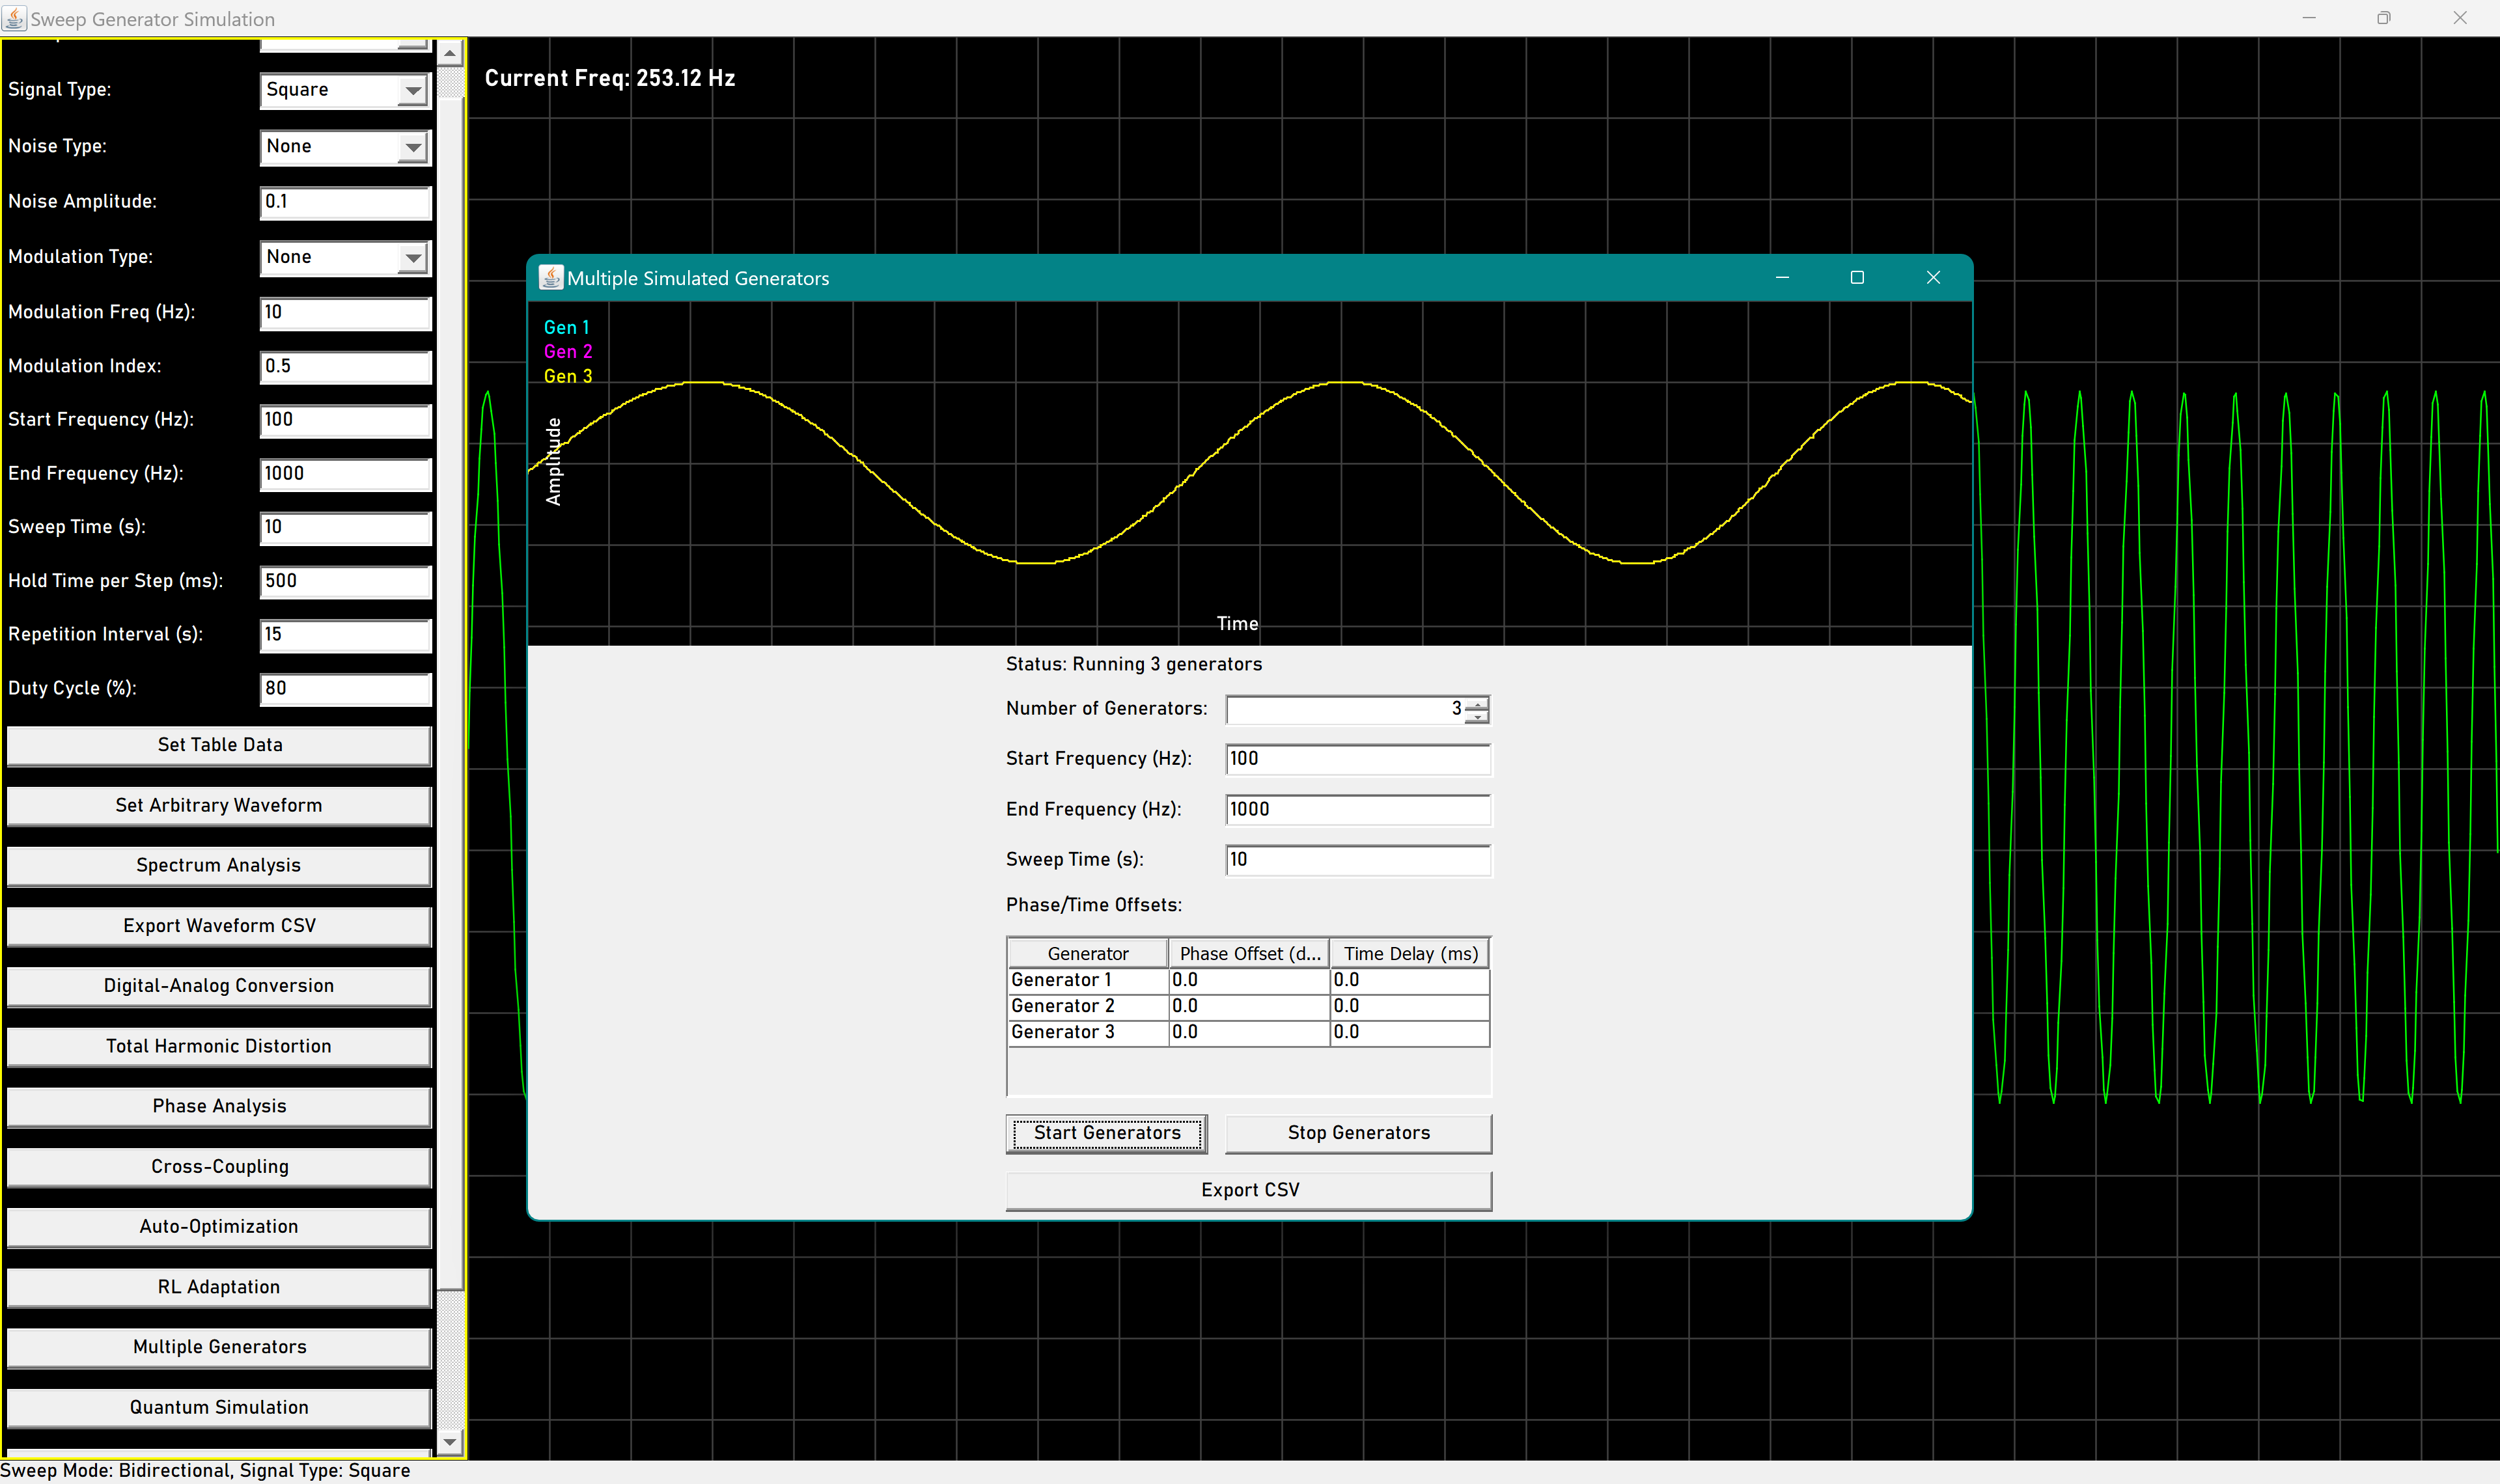 Sweep Generator Simulation
Current Freq: 253.12 Hz
Signal Type: Square
Noise Type: None
Noise Amplitude: 0.1
Modulation Type: None
Modulation Freq (Hz): 10
Modulation Index: 0.5
Start Frequency (Hz): 100
End Frequency (Hz): 1000
Sweep Time (s): 10
Hold Time per Step (ms): 500
Repetition Interval (s): 15
Duty Cycle (%): 80
Set Table Data
Set Arbitrary Waveform
Spectrum Analysis
Export Waveform CSV
Digital-Analog Conversion
Total Harmonic Distortion
Phase Analysis
Cross-Coupling
Auto-Optimization
RL Adaptation
Multiple Generators
Quantum Simulation
Multiple Simulated Generators
Gen 1
Gen 2
Gen 3
Amplitude
Time
Status: Running 3 generators
Number of Generators: 3
Start Frequency (Hz): 100
End Frequency (Hz): 1000
Sweep Time (s): 10
Phase/Time Offsets:
Generator Phase Offset (d... Time Delay (ms)
Generator 1 0.0 0.0
Generator 2 0.0 0.0
Generator 3 0.0 0.0
Start Generators Stop Generators
Export CSV
Sweep Mode: Bidirectional, Signal Type: Square